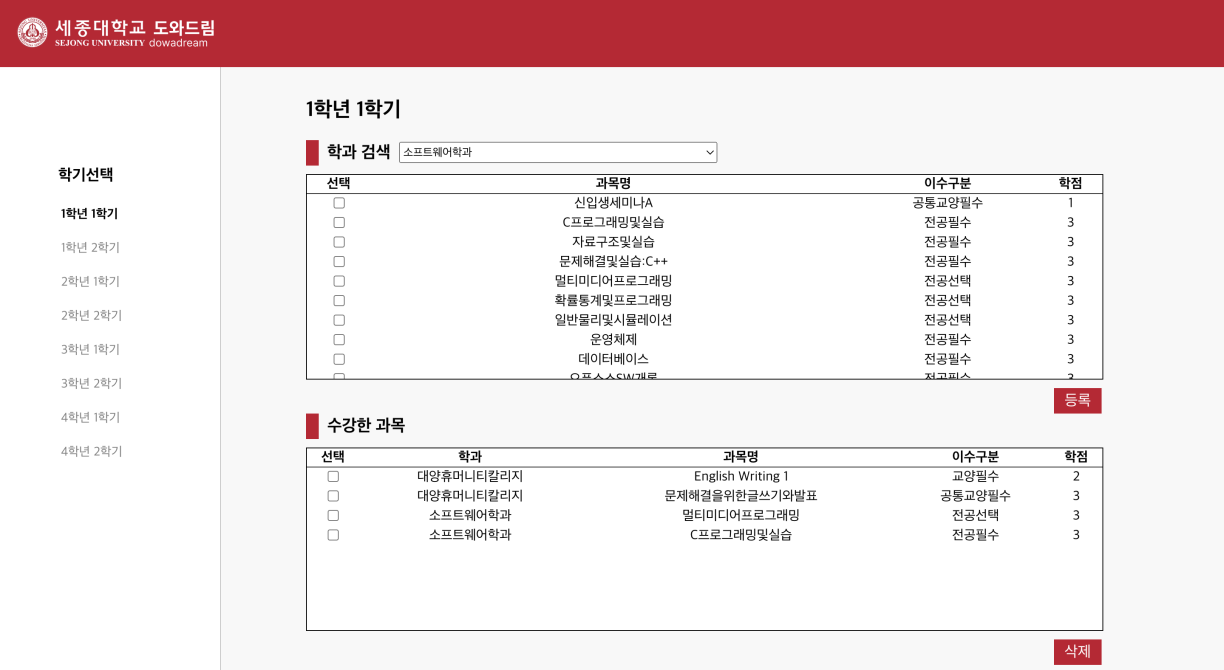 세종대학교 도와드림
SEJONG UNIVERSITY dowadream
학기선택
1학년 1학기
1학년 2학기
2학년 1학기
2학년 2학기
3학년 1학기
3학년 2학기
4학년 1학기
4학년 2학기
1학년 1학기
학과 검색 소프트웨어학과
선택 과목명 이수구분 학점
신입생세미나A 공통교양필수 1
C프로그래밍및실습 전공필수 3
자료구조및실습 전공필수 3
문제해결및실습:C++ 전공필수 3
멀티미디어프로그래밍 전공선택 3
확률통계및프로그래밍 전공선택 3
일반물리및시뮬레이션 전공선택 3
운영체제 전공필수 3
데이터베이스 전공필수 3
오픈소스SW개론 전공필수 3
등록
수강한 과목
선택 학과 과목명 이수구분 학점
대양휴머니티칼리지 English Writing 1 교양필수 2
대양휴머니티칼리지 문제해결을위한글쓰기와발표 공통교양필수 3
소프트웨어학과 멀티미디어프로그래밍 전공선택 3
소프트웨어학과 C프로그래밍및실습 전공필수 3
삭제